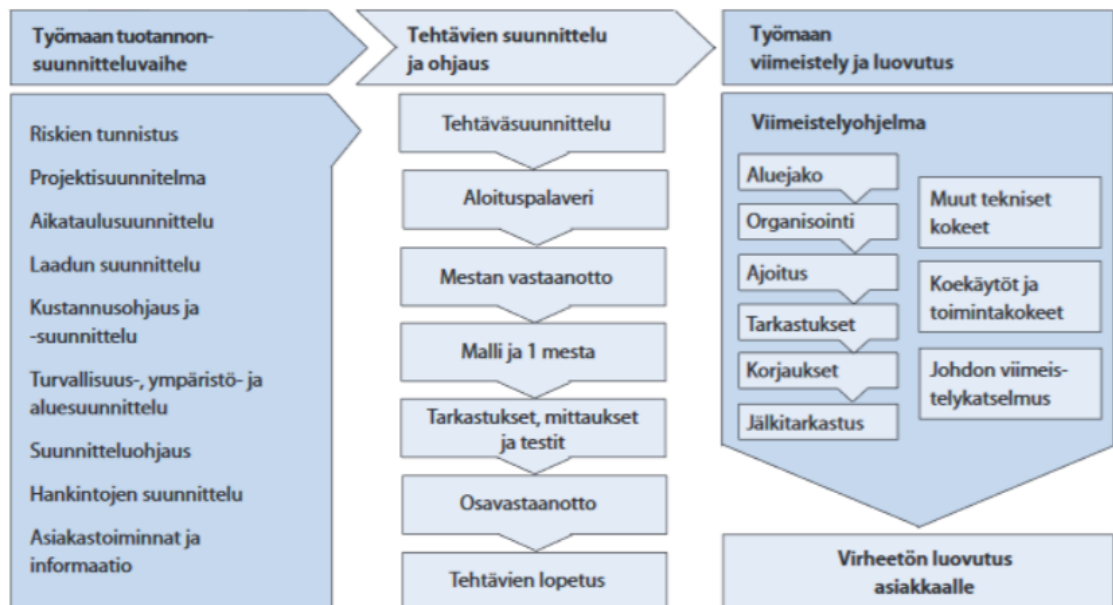 Työmaan tuotannon-
suunnitteluvaihe
Riskien tunnistus
Projektisuunnitelma
Aikataulusuunnittelu
Laadun suunnittelu
Kustannusohjaus ja
-suunnittelu
Turvallisuus-, ympäristö- ja
aluesuunnittelu
Suunnitteluohjaus
Hankintojen suunnittelu
Asiakastoiminnat ja
informaatio
Tehtävien suunnittelu
ja ohjaus
Tehtäväsuunnittelu
Aloituspalaveri
Mestan vastaanotto
Malli ja 1 mesta
Tarkastukset, mittaukset
ja testit
Osavastaanotto
Tehtävien lopetus
Työmaan
viimeistely ja luovutus
Viimeistelyohjelma
Aluejako
Organisointi
Ajoitus
Tarkastukset
Korjaukset
Jälkitarkastus
Muut tekniset
kokeet
Koekäytöt ja
toimintakokeet
Johdon viimeis-
telykatselmus
Virheetön luovutus
asiakkaalle